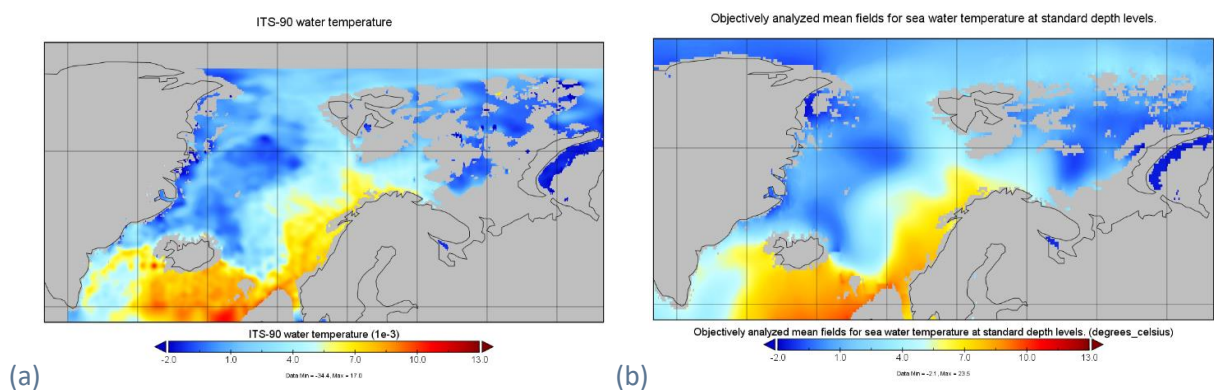 ITS-90 water temperature
ITS-90 water temperature (1e-3)
-2.0 1.0 4.0 7.0 10.0 13.0
Data Min = -34.4, Max = 17.0
(a)
Objectively analyzed mean fields for sea water temperature at standard depth levels.
Objectively analyzed mean fields for sea water temperature at standard depth levels. (degrees_celsius)
-2.0 1.0 4.0 7.0 10.0 13.0
Data Min = -2.1, Max = 23.5
(b)